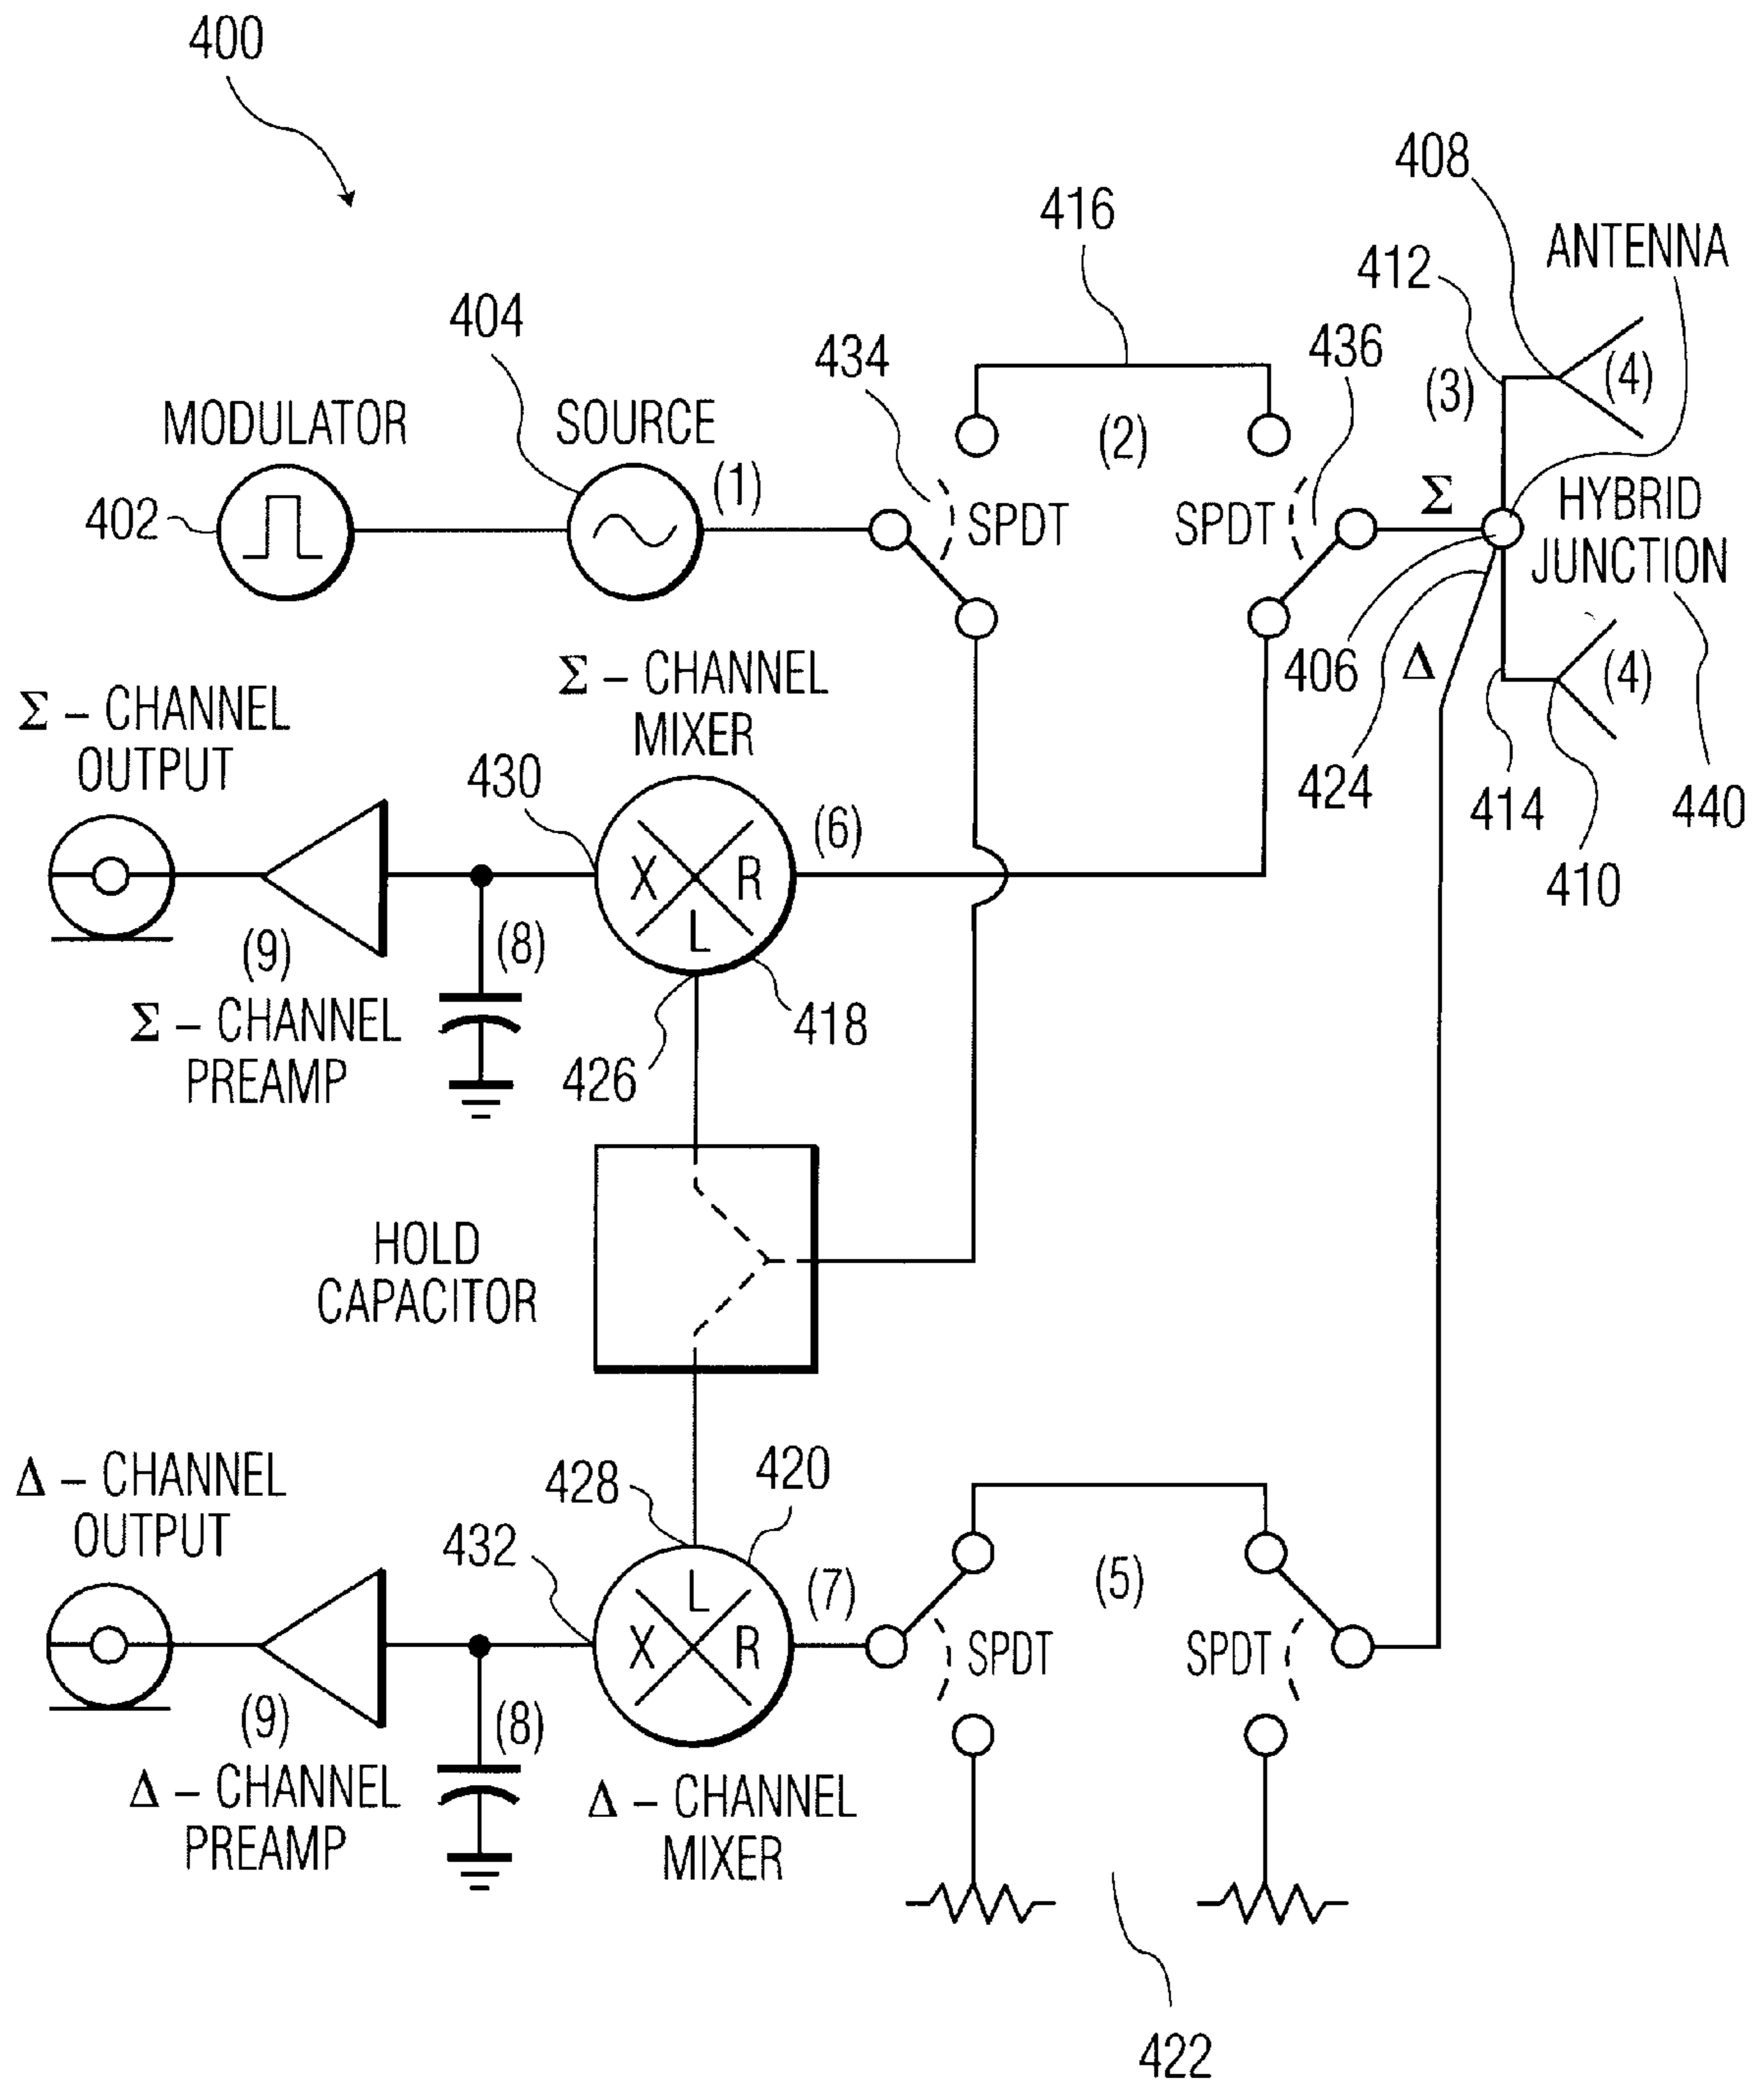 400
408
416
ANTENNA
412
404
434
436
(3)
(4)
MODULATOR
SOURCE
(1)
(2)
402
SPDT
SPDT
Σ
HYBRID
JUNCTION
406
Δ
(4)
424
414
410
440
Σ – CHANNEL
MIXER
Σ – CHANNEL
OUTPUT
430
(6)
X
R
L
(9)
(8)
Σ – CHANNEL
PREAMP
418
426
HOLD
CAPACITOR
Δ – CHANNEL
OUTPUT
428
420
432
L
X
R
(7)
(5)
SPDT
SPDT
(9)
(8)
Δ – CHANNEL
PREAMP
Δ – CHANNEL
MIXER
422